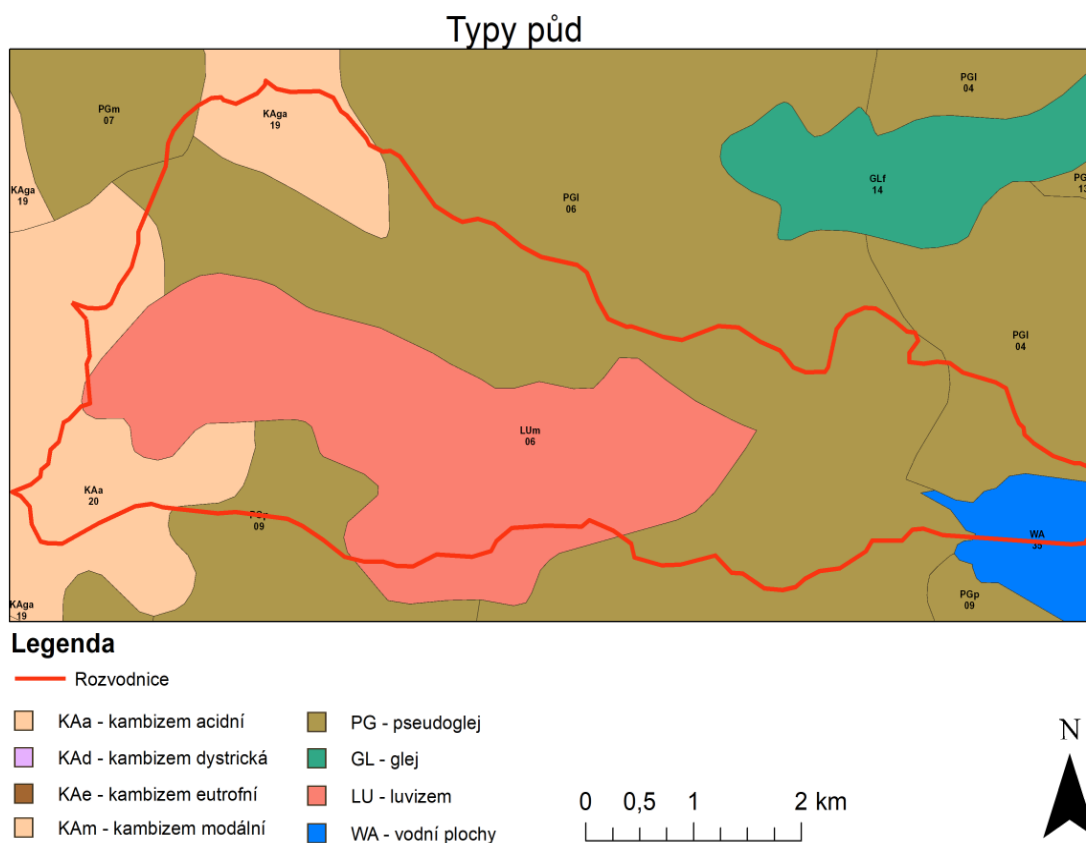 Typy půd
PGm
07
KAga
19
PGl
04
KAga
19
GLf
14
13
PGl
06
PGl
04
LUm
06
KAa
20
09
WA
PGp
09
KAga
19
Legenda
Rozvodnice
KAa - kambizem acidní
KAd - kambizem dystrická
KAe - kambizem eutrofní
KAm - kambizem modální
PG - pseudoglej
GL - glej
LU - luvizem
WA - vodní plochy
0 0,5 1 2 km
N